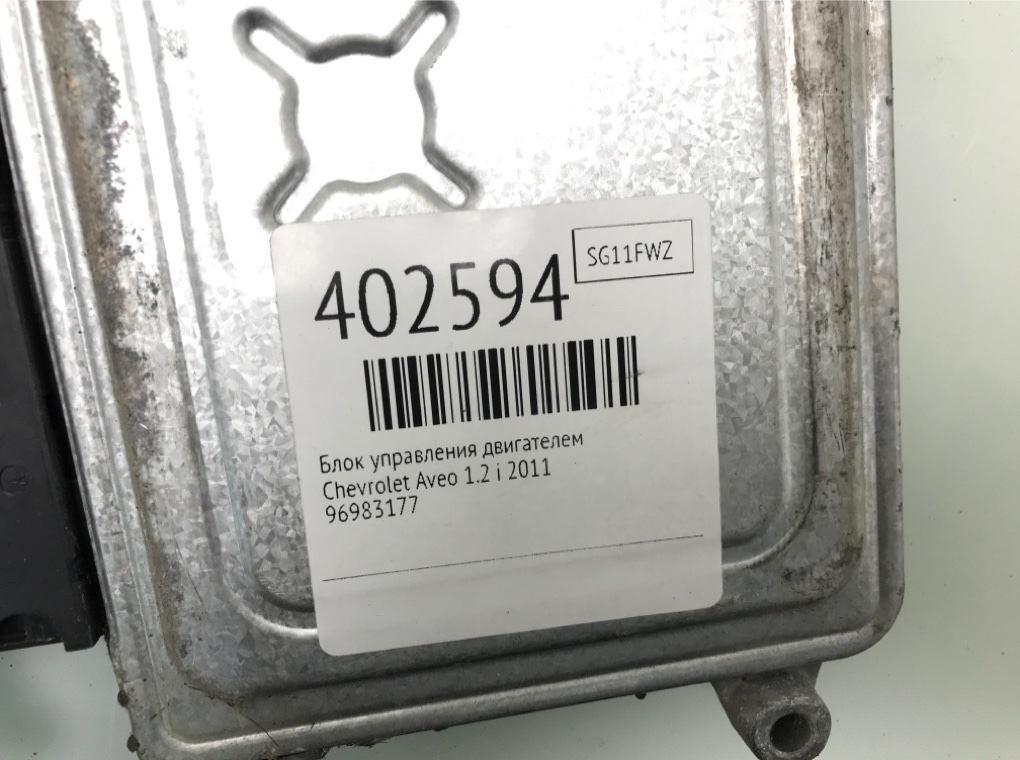 402594
SG11FWZ
Блок управления двигателем
Chevrolet Aveo 1.2 i 2011
96983177